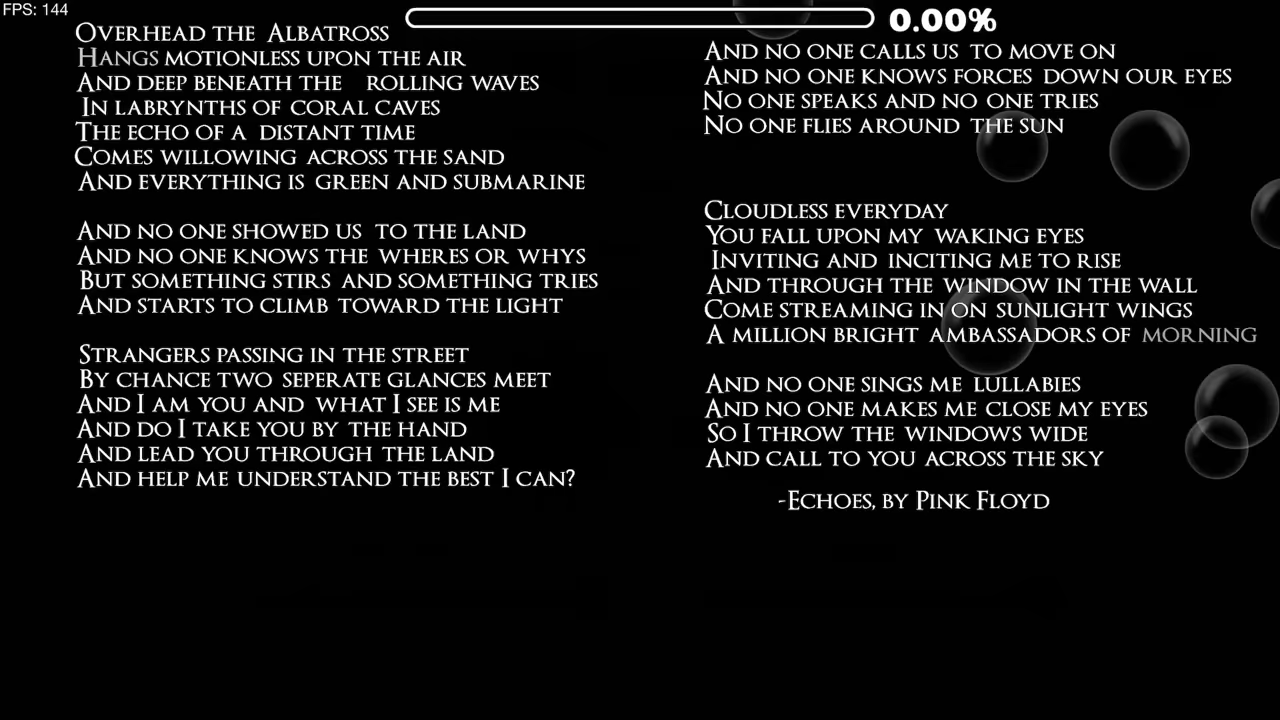 FPS: 144
0.00%
Overhead the Albatross
Hangs motionless upon the air
And deep beneath the rolling waves
In labrynths of coral caves
The echo of a distant time
Comes willowing across the sand
And everything is green and submarine
And no one showed us to the land
And no one knows the wheres or whys
But something stirs and something tries
And starts to climb toward the light
Strangers passing in the street
By chance two seperate glances meet
And I am you and what I see is me
And do I take you by the hand
And lead you through the land
And help me understand the best I can?
And no one calls us to move on
And no one knows forces down our eyes
No one speaks and no one tries
No one flies around the sun
Cloudless everyday
You fall upon my waking eyes
Inviting and inciting me to rise
And through the window in the wall
Come streaming in on sunlight wings
A million bright ambassadors of morning
And no one sings me lullabies
And no one makes me close my eyes
So I throw the windows wide
And call to you across the sky
-Echoes, by Pink Floyd